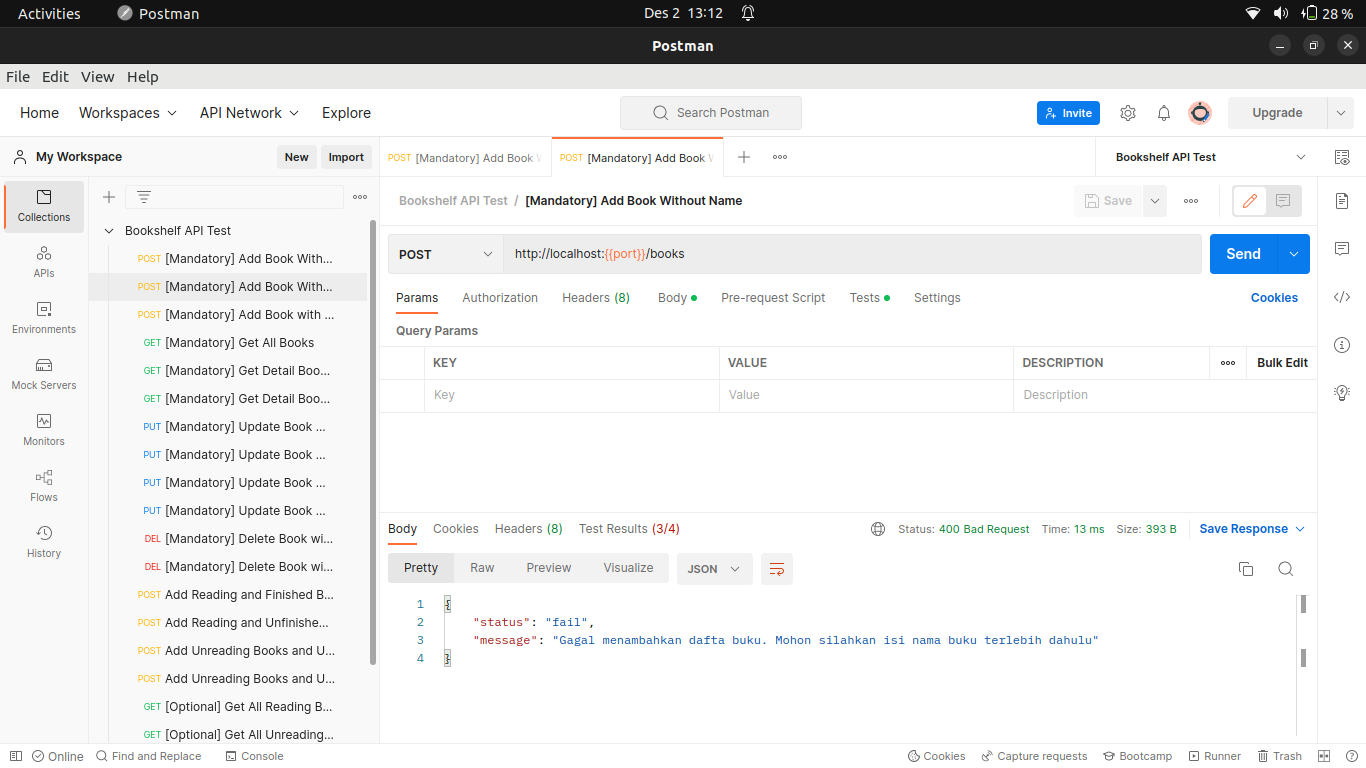 Activities Postman Des 2 13:12 28 %
Postman
File Edit View Help
Home Workspaces API Network Explore Search Postman Invite Upgrade
My Workspace New Import POST [Mandatory] Add Book W POST [Mandatory] Add Book W Bookshelf API Test
Collections
APIs
Environments
Mock Servers
Monitors
Flows
History
Bookshelf API Test
POST [Mandatory] Add Book With...
POST [Mandatory] Add Book With...
POST [Mandatory] Add Book with ...
GET [Mandatory] Get All Books
GET [Mandatory] Get Detail Boo...
GET [Mandatory] Get Detail Boo...
PUT [Mandatory] Update Book ...
PUT [Mandatory] Update Book ...
PUT [Mandatory] Update Book ...
PUT [Mandatory] Update Book ...
DEL [Mandatory] Delete Book wi...
DEL [Mandatory] Delete Book wi...
POST Add Reading and Finished B...
POST Add Reading and Unfinishe...
POST Add Unreading Books and U...
POST Add Unreading Books and U...
GET [Optional] Get All Reading B...
GET [Optional] Get All Unreading...
Bookshelf API Test / [Mandatory] Add Book Without Name Save
POST http://localhost:{{port}}/books Send
Params Authorization Headers (8) Body Pre-request Script Tests Settings Cookies
Query Params
KEY VALUE DESCRIPTION Bulk Edit
Key Value Description
Body Cookies Headers (8) Test Results (3/4) Status: 400 Bad Request Time: 13 ms Size: 393 B Save Response
Pretty Raw Preview Visualize JSON
1 {
2 "status": "fail",
3 "message": "Gagal menambahkan dafta buku. Mohon silahkan isi nama buku terlebih dahulu"
4 }
Online Find and Replace Console Cookies Capture requests Bootcamp Runner Trash